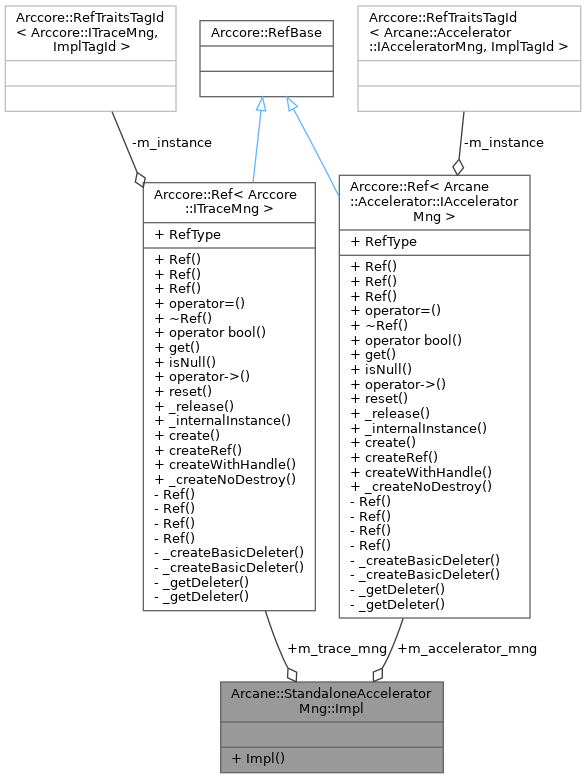 Arccore::RefTraitsTagId
< Arccore::ITraceMng,
ImplTagId >
Arccore::RefBase
Arccore::RefTraitsTagId
< Arcane::Accelerator
::IAcceleratorMng, ImplTagId >
-m_instance
-m_instance
Arccore::Ref< Arccore
::ITraceMng >
+ RefType
+ Ref()
+ Ref()
+ Ref()
+ operator=()
+ ~Ref()
+ operator bool()
+ get()
+ isNull()
+ operator->()
+ reset()
+ _release()
+ _internalInstance()
+ create()
+ createRef()
+ createWithHandle()
+ _createNoDestroy()
- Ref()
- Ref()
- Ref()
- Ref()
- _createBasicDeleter()
- _createBasicDeleter()
- _getDeleter()
- _getDeleter()
Arccore::Ref< Arcane
::Accelerator::IAccelerator
Mng >
+ RefType
+ Ref()
+ Ref()
+ Ref()
+ operator=()
+ ~Ref()
+ operator bool()
+ get()
+ isNull()
+ operator->()
+ reset()
+ _release()
+ _internalInstance()
+ create()
+ createRef()
+ createWithHandle()
+ _createNoDestroy()
- Ref()
- Ref()
- Ref()
- Ref()
- _createBasicDeleter()
- _createBasicDeleter()
- _getDeleter()
- _getDeleter()
+m_trace_mng
+m_accelerator_mng
Arcane::StandaloneAccelerator
Mng::Impl
+ Impl()